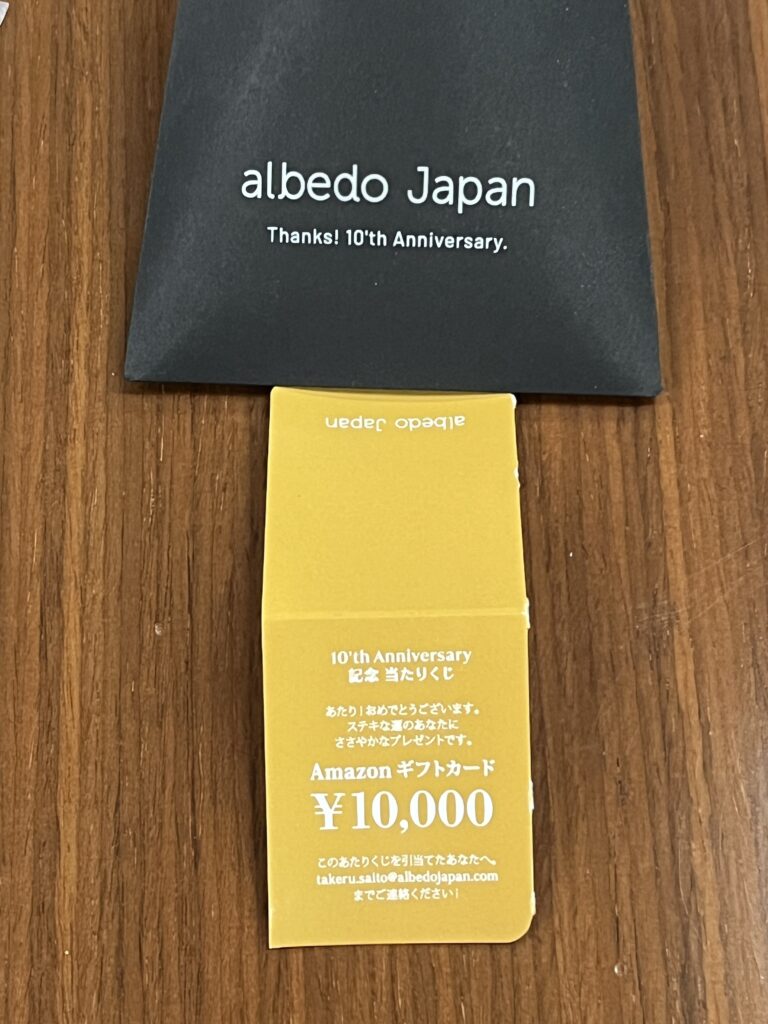 albedo Japan
Thanks! 10'th Anniversary.
albedo Japan
10'th Anniversary
記念 当たりくじ
あたり！おめでとうございます。
ステキな運のあなたに
ささやかなプレゼントです。
Amazon ギフトカード
￥10,000
このあたりくじを引当てたあなたへ。
takeru.saito@albedojapan.com
までご連絡ください！